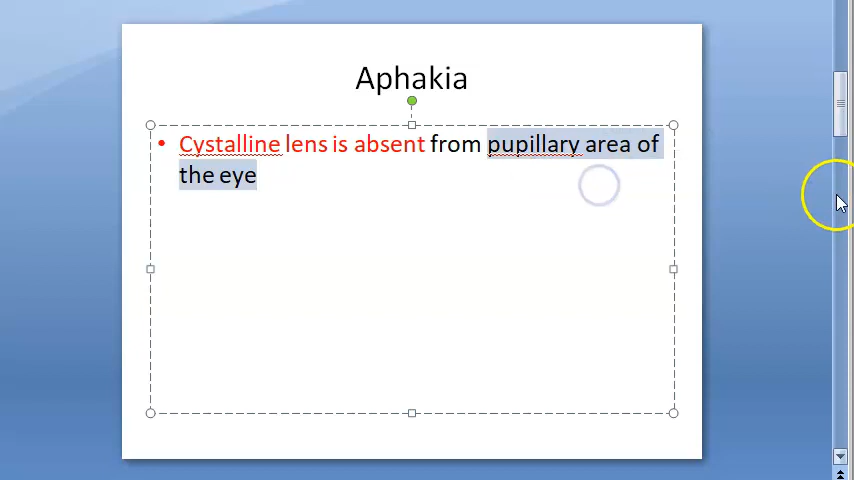 Aphakia
• Cystalline lens is absent from pupillary area of
the eye